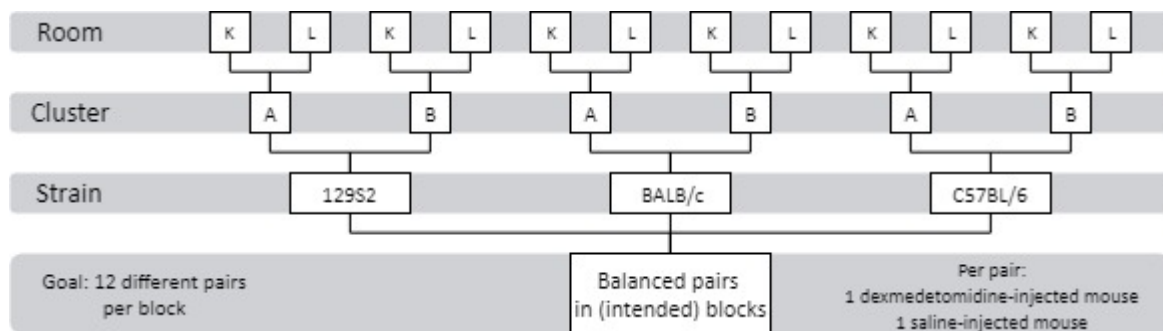 Room K L K L K L K L K L K L
Cluster A B A B A B
Strain 129S2 BALB/c C57BL/6
Goal: 12 different pairs
per block
Balanced pairs
in (intended) blocks
Per pair:
1 dexmedetomidine-injected mouse
1 saline-injected mouse